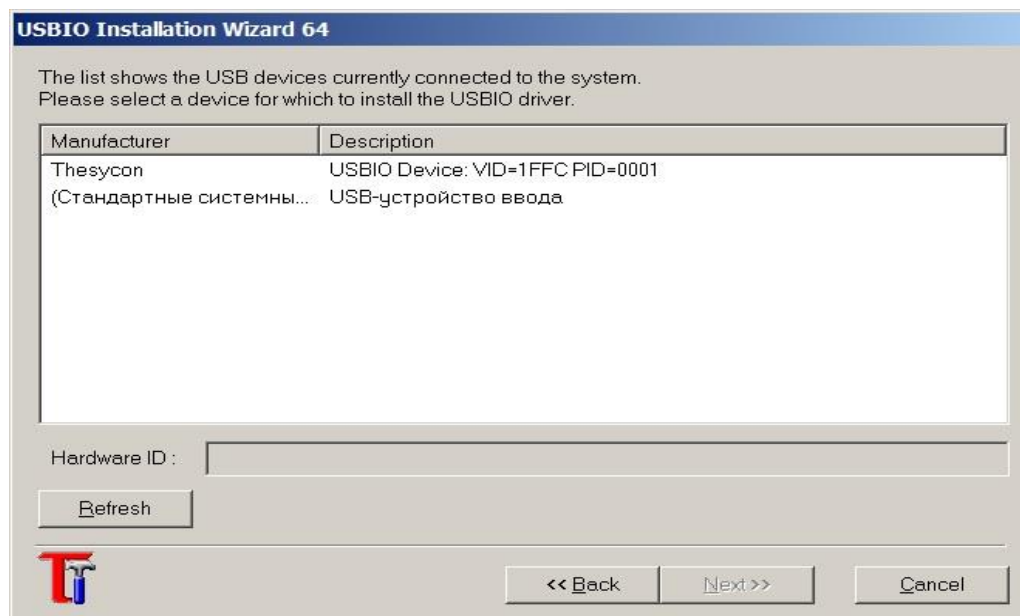 USBIO Installation Wizard 64
The list shows the USB devices currently connected to the system.
Please select a device for which to install the USBIO driver.
Manufacturer Description
Thesycon USBIO Device: VID=1FFC PID=0001
(Стандартные системны... USB-устройство ввода
Hardware ID :
Refresh
<< Back Next >> Cancel